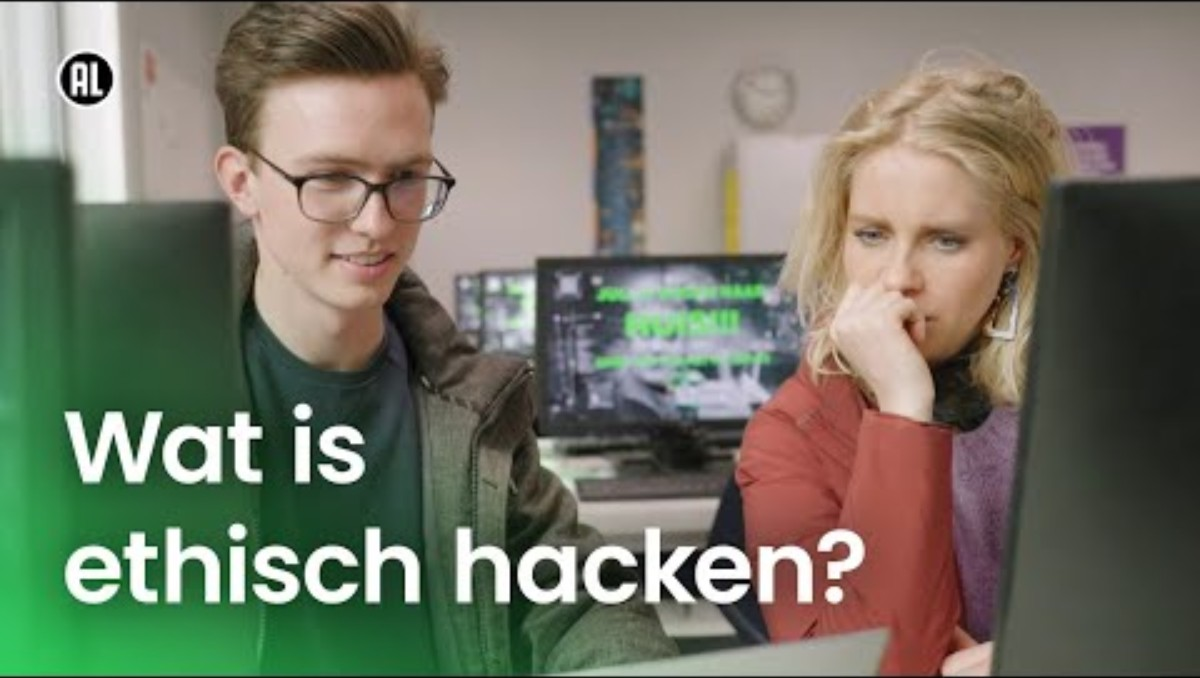 AL
Wat is
ethisch hacken?